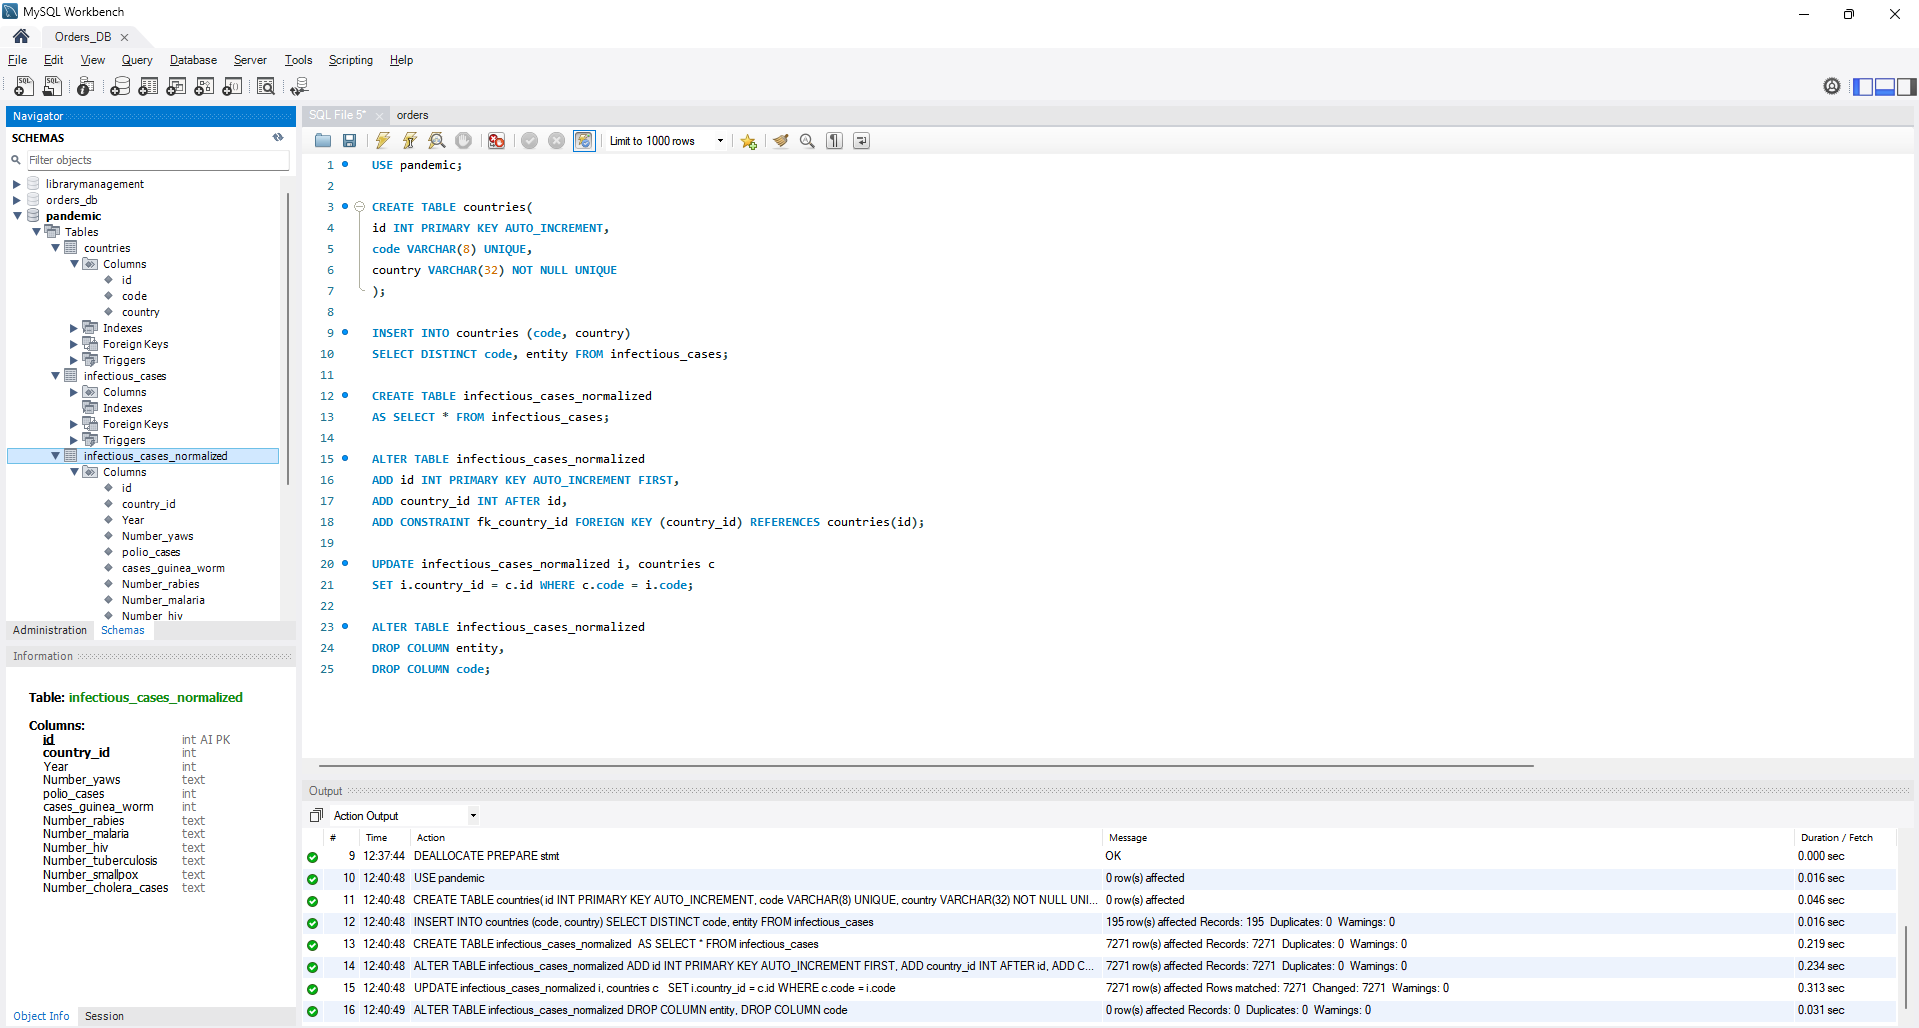 MySQL Workbench
Orders_DB
File Edit View Query Database Server Tools Scripting Help
Navigator
SCHEMAS
Filter objects
librarymanagement
orders_db
pandemic
Tables
countries
Columns
id
code
country
Indexes
Foreign Keys
Triggers
infectious_cases
Columns
Indexes
Foreign Keys
Triggers
infectious_cases_normalized
Columns
id
country_id
Year
Number_yaws
polio_cases
cases_guinea_worm
Number_rabies
Number_malaria
Number_hiv
Administration Schemas
Information
Table: infectious_cases_normalized
Columns:
id int AI PK
country_id int
Year int
Number_yaws text
polio_cases int
cases_guinea_worm int
Number_rabies text
Number_malaria text
Number_hiv text
Number_tuberculosis text
Number_smallpox text
Number_cholera_cases text
Object Info Session
SQL File 5* orders
Limit to 1000 rows
1 USE pandemic;
2
3 CREATE TABLE countries(
4 id INT PRIMARY KEY AUTO_INCREMENT,
5 code VARCHAR(8) UNIQUE,
6 country VARCHAR(32) NOT NULL UNIQUE
7 );
8
9 INSERT INTO countries (code, country)
10 SELECT DISTINCT code, entity FROM infectious_cases;
11
12 CREATE TABLE infectious_cases_normalized
13 AS SELECT * FROM infectious_cases;
14
15 ALTER TABLE infectious_cases_normalized
16 ADD id INT PRIMARY KEY AUTO_INCREMENT FIRST,
17 ADD country_id INT AFTER id,
18 ADD CONSTRAINT fk_country_id FOREIGN KEY (country_id) REFERENCES countries(id);
19
20 UPDATE infectious_cases_normalized i, countries c
21 SET i.country_id = c.id WHERE c.code = i.code;
22
23 ALTER TABLE infectious_cases_normalized
24 DROP COLUMN entity,
25 DROP COLUMN code;
Output
Action Output
# Time Action Message Duration / Fetch
9 12:37:44 DEALLOCATE PREPARE stmt OK 0.000 sec
10 12:40:48 USE pandemic 0 row(s) affected 0.016 sec
11 12:40:48 CREATE TABLE countries( id INT PRIMARY KEY AUTO_INCREMENT, code VARCHAR(8) UNIQUE, country VARCHAR(32) NOT NULL UNI... 0 row(s) affected 0.046 sec
12 12:40:48 INSERT INTO countries (code, country) SELECT DISTINCT code, entity FROM infectious_cases 195 row(s) affected Records: 195 Duplicates: 0 Warnings: 0 0.016 sec
13 12:40:48 CREATE TABLE infectious_cases_normalized AS SELECT * FROM infectious_cases 7271 row(s) affected Records: 7271 Duplicates: 0 Warnings: 0 0.219 sec
14 12:40:48 ALTER TABLE infectious_cases_normalized ADD id INT PRIMARY KEY AUTO_INCREMENT FIRST, ADD country_id INT AFTER id, ADD C... 7271 row(s) affected Records: 7271 Duplicates: 0 Warnings: 0 0.234 sec
15 12:40:48 UPDATE infectious_cases_normalized i, countries c SET i.country_id = c.id WHERE c.code = i.code 7271 row(s) affected Rows matched: 7271 Changed: 7271 Warnings: 0 0.313 sec
16 12:40:49 ALTER TABLE infectious_cases_normalized DROP COLUMN entity, DROP COLUMN code 0 row(s) affected Records: 0 Duplicates: 0 Warnings: 0 0.031 sec